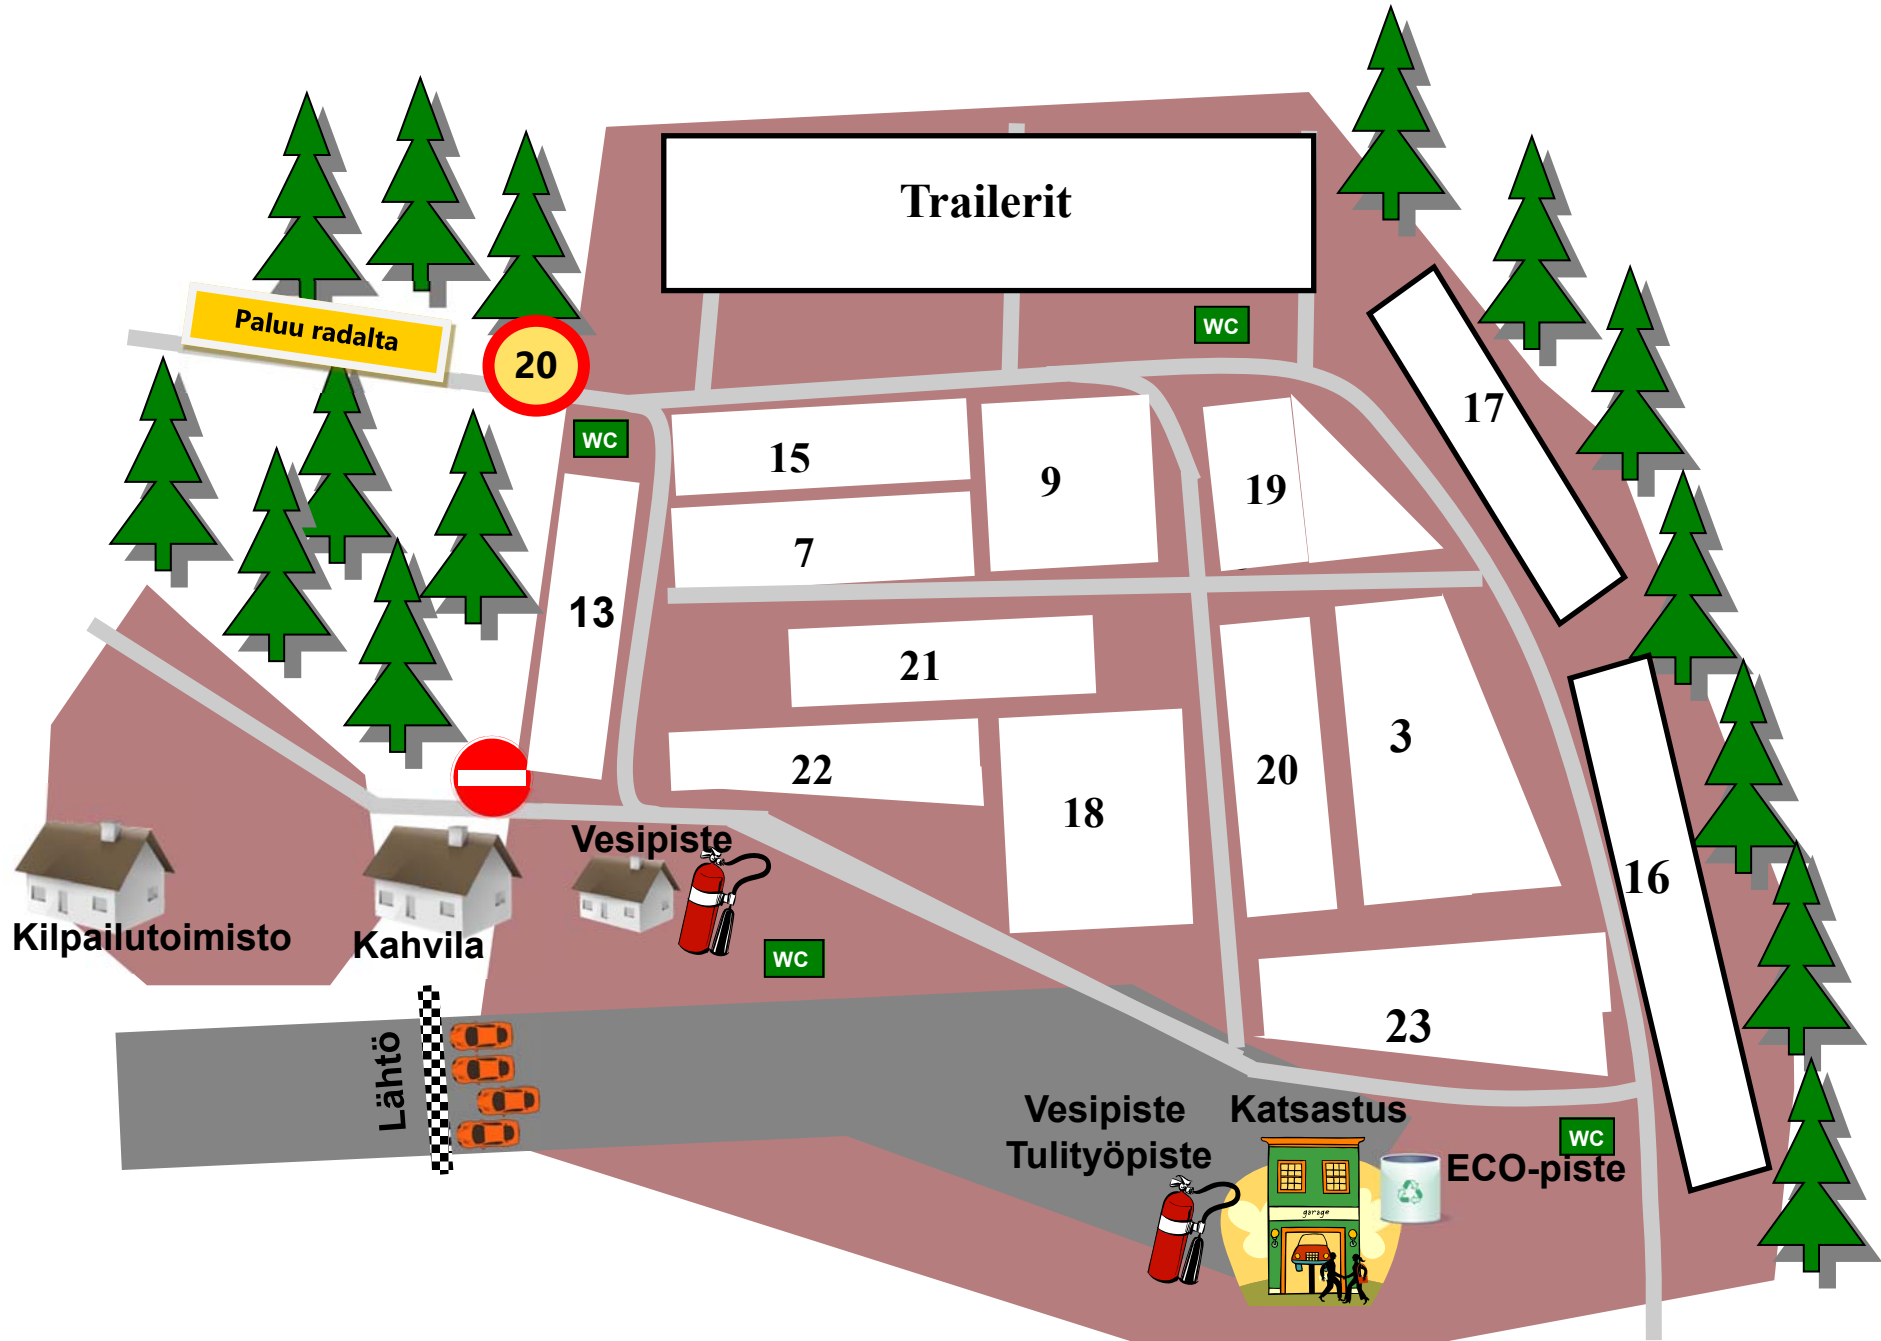 Trailerit
Paluu radalta
20
WC
WC
17
15
9
19
7
13
21
22
18
20
3
16
Vesipiste
Kilpailutoimisto
Kahvila
WC
23
Lähtö
Vesipiste
Tulityöpiste
Katsastus
WC
ECO-piste
garage